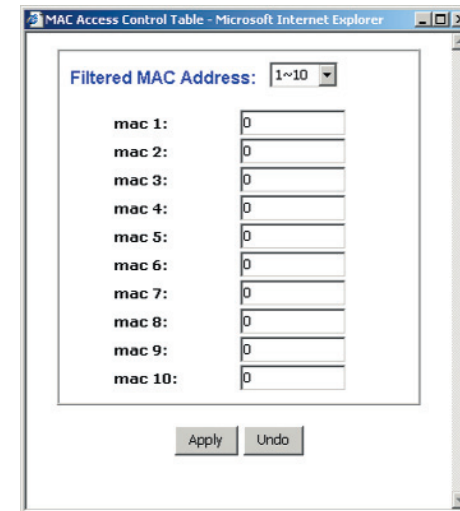 MAC Access Control Table - Microsoft Internet Explorer
Filtered MAC Address: 1~10
mac 1: 0
mac 2: 0
mac 3: 0
mac 4: 0
mac 5: 0
mac 6: 0
mac 7: 0
mac 8: 0
mac 9: 0
mac 10: 0
Apply Undo